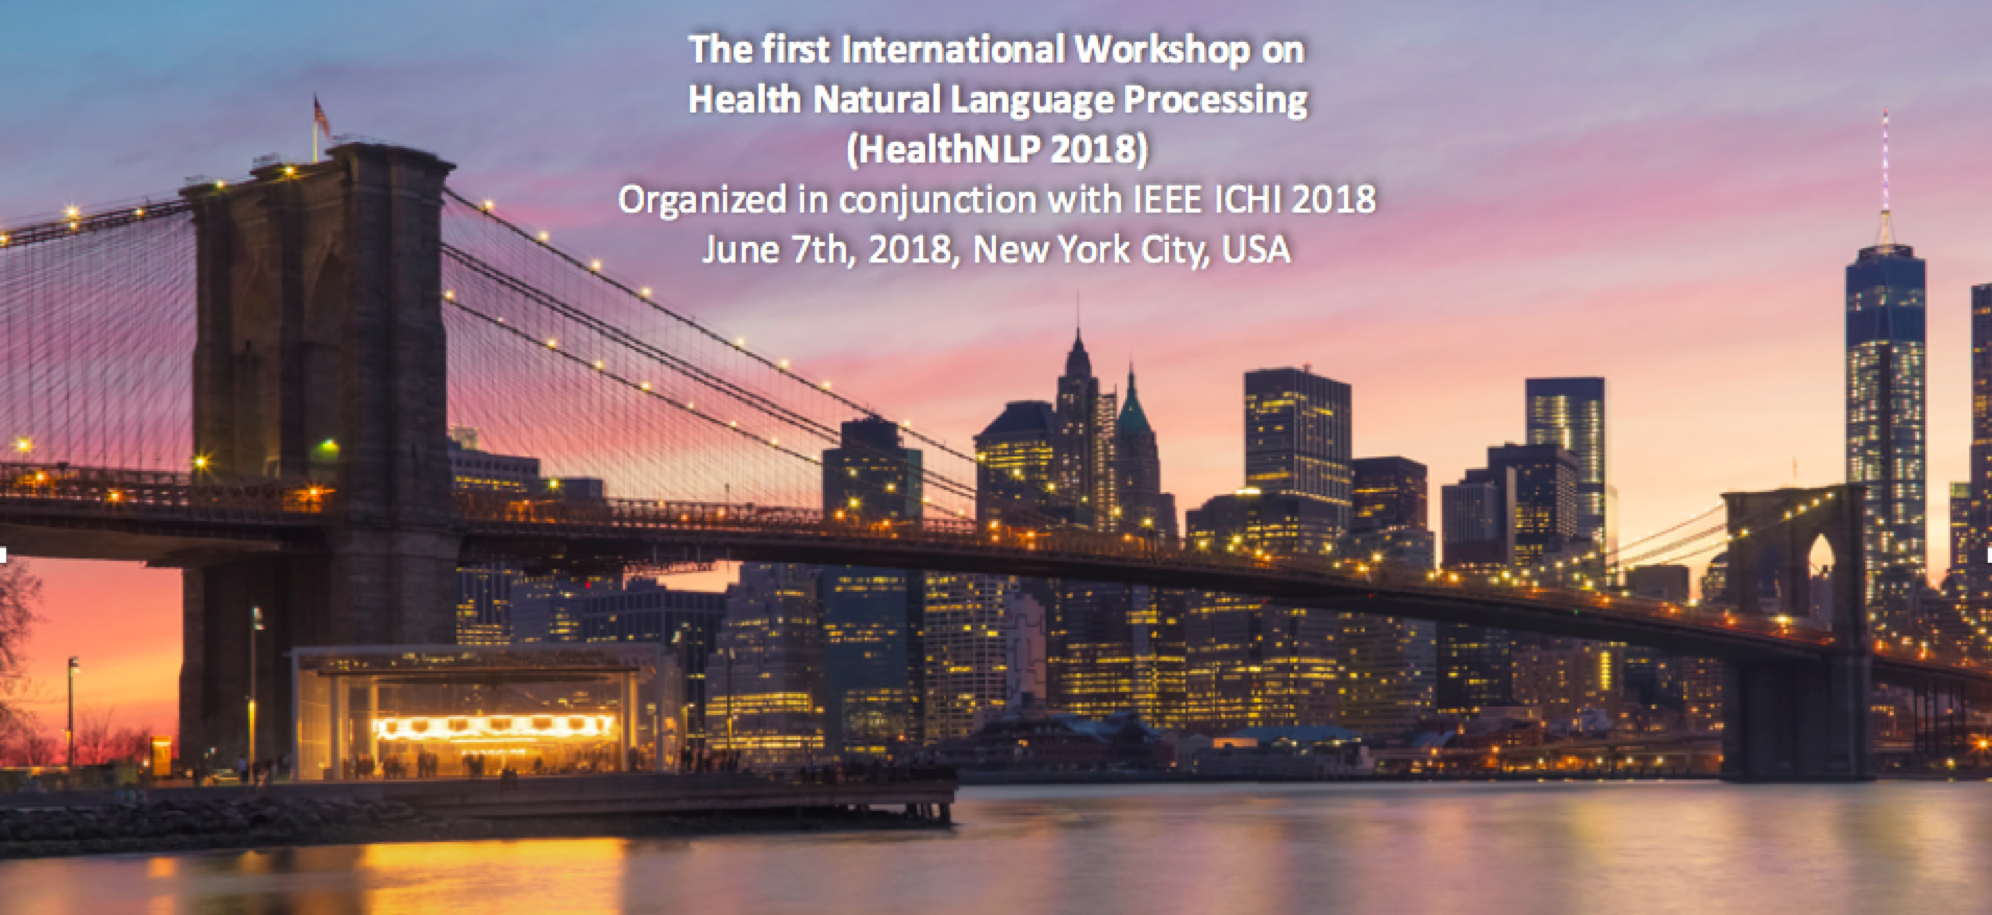 The first International Workshop on
Health Natural Language Processing
(HealthNLP 2018)
Organized in conjunction with IEEE ICHI 2018
June 7th, 2018, New York City, USA